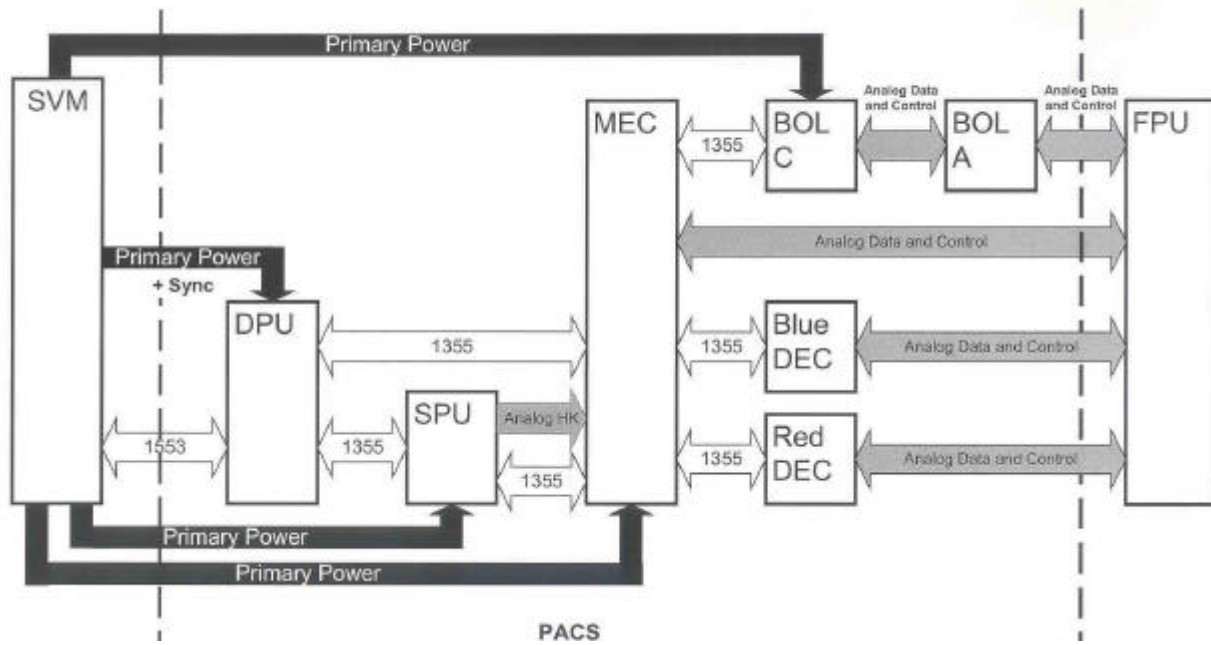 Primary Power
SVM
MEC
BOL
C
Analog Data
and Control
BOL
A
Analog Data
and Control
FPU
1355
Analog Data and Control
Primary Power
+ Sync
DPU
1355
1355
Blue
DEC
Analog Data and Control
SPU
Analog HK
1553
1355
1355
1355
Red
DEC
Analog Data and Control
Primary Power
Primary Power
PACS